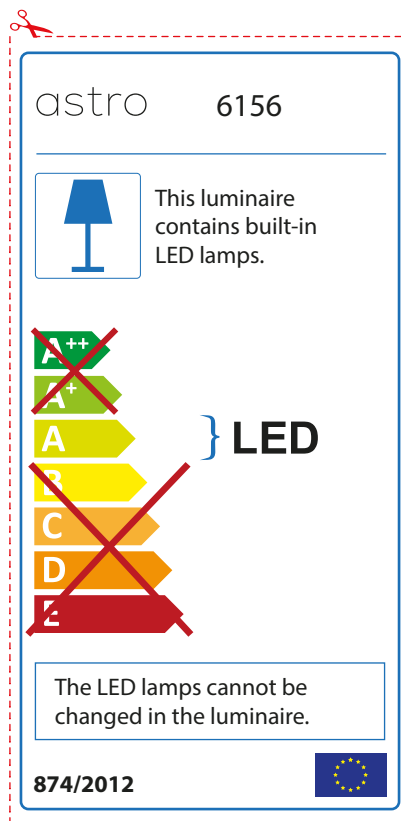 astro 6156
This luminaire
contains built-in
LED lamps.
A++
A+
A
} LED
B
C
D
E
The LED lamps cannot be
changed in the luminaire.
874/2012